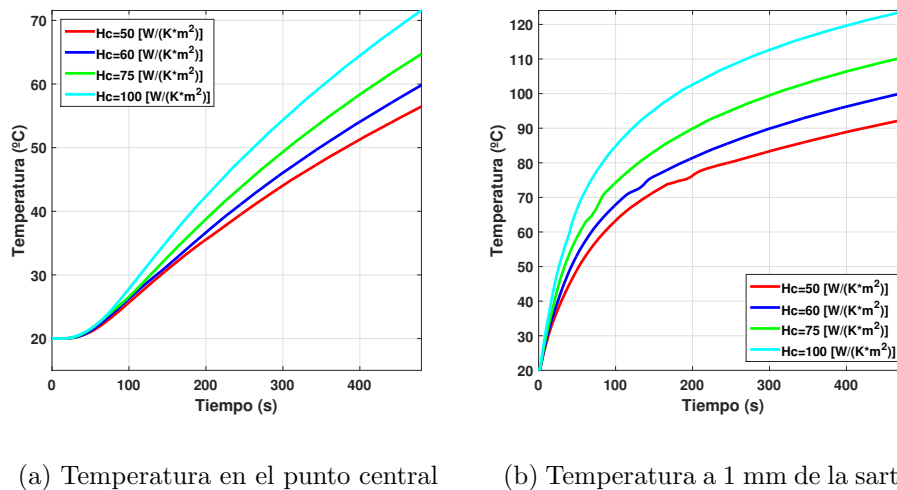 70
60
50
40
30
20
0
100
200
300
400
Temperatura (ºC)
Tiempo (s)
Hc=50 [W/(K*m²)]
Hc=60 [W/(K*m²)]
Hc=75 [W/(K*m²)]
Hc=100 [W/(K*m²)]
120
110
100
90
80
70
60
50
40
30
20
0
100
200
300
400
Temperatura (ºC)
Tiempo (s)
Hc=50 [W/(K*m²)]
Hc=60 [W/(K*m²)]
Hc=75 [W/(K*m²)]
Hc=100 [W/(K*m²)]
(a) Temperatura en el punto central
(b) Temperatura a 1 mm de la sart